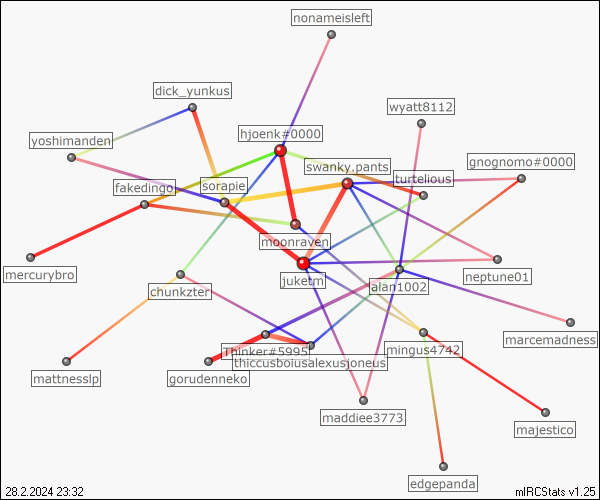 nonameisleft
dick_yunkus
wyatt8112
hjoenk#0000
yoshimanden
swanky.pants
gnognomo#0000
turtelious
fakedingo
sorapie
moonraven
mercurybro
juketm
alan1002
neptune01
chunkzter
marcemadness
Thinker#5995
mingus4742
thiccusboiusalexusjoneus
mattnesslp
gorudenneko
maddiee3773
majestico
edgepanda
28.2.2024 23:32
mIRCStats v1.25